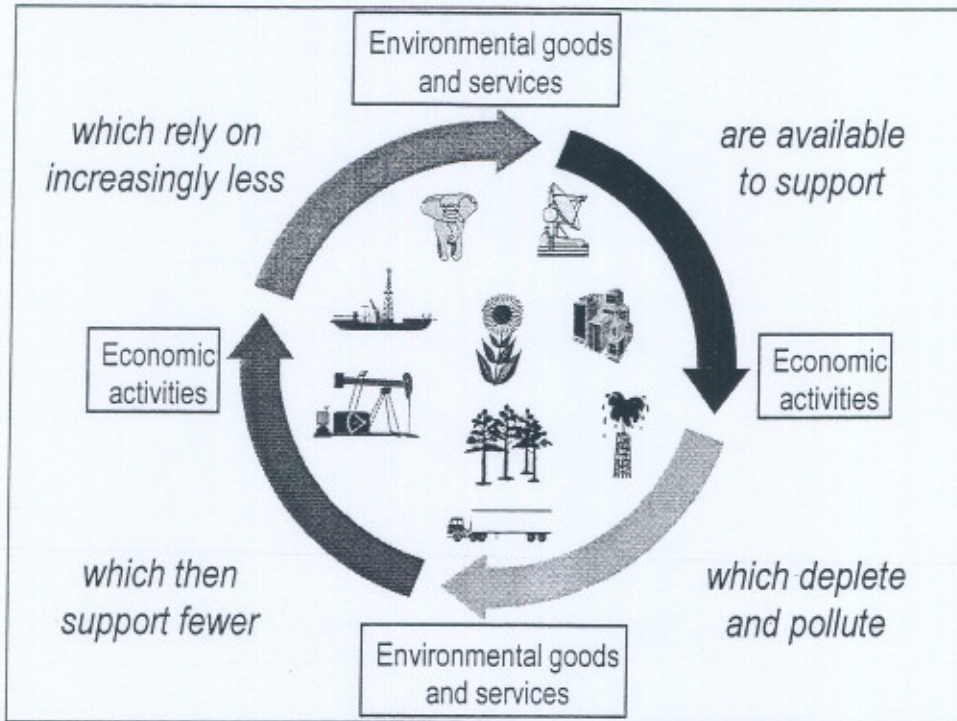 Environmental goods
and services
are available
to support
Economic
activities
which deplete
and pollute
Environmental goods
and services
which then
support fewer
Economic
activities
which rely on
increasingly less